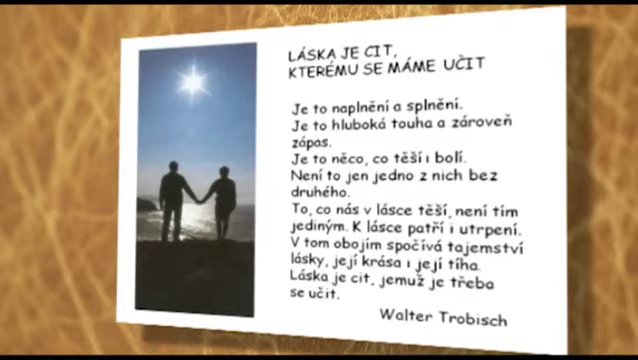 LÁSKA JE CIT,
KTERÉMU SE MÁME UČIT
Je to naplnění a splnění.
Je to hluboká touha a zároveň
zápas.
Je to něco, co těší i bolí.
Není to jen jedno z nich bez
druhého.
To, co nás v lásce těší, není tím
jediným. K lásce patří i utrpení.
V tom obojím spočívá tajemství
lásky, její krása i její tíha.
Láska je cit, jemuž je třeba
se učit.
Walter Trobisch